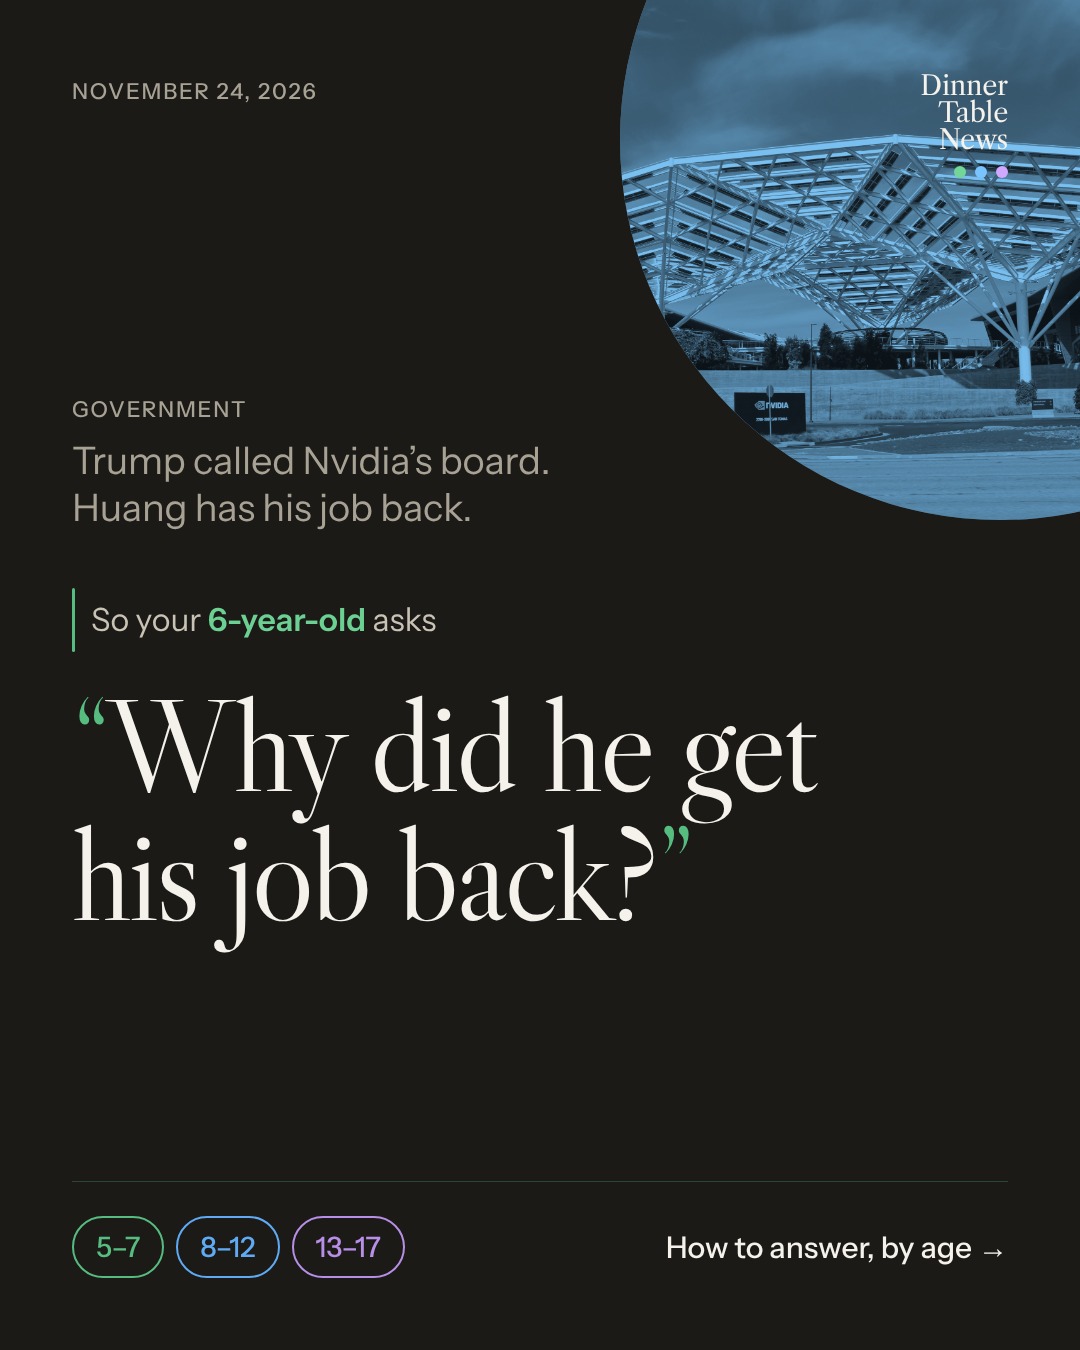 NOVEMBER 24, 2026
Dinner
Table
News
NVIDIA
GOVERNMENT
Trump called Nvidia’s board.
Huang has his job back.
So your 6-year-old asks
“Why did he get
his job back?”
5–7
8–12
13–17
How to answer, by age →